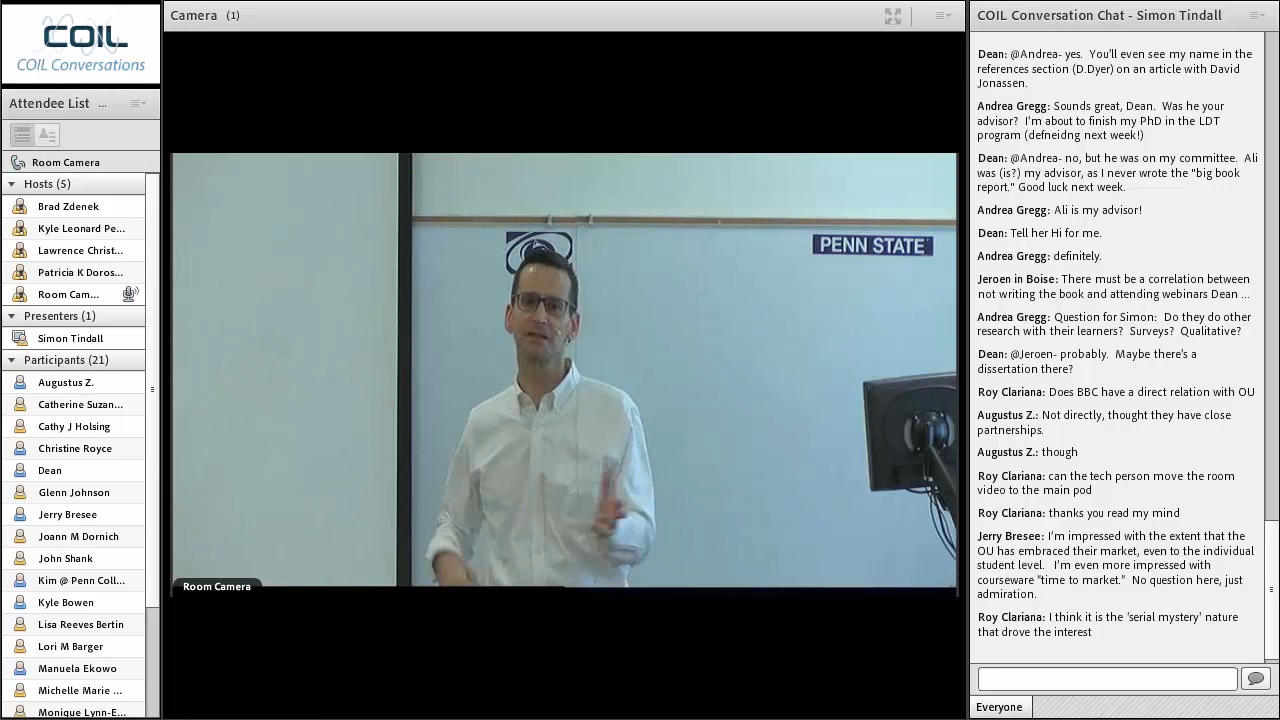 COIL
COIL Conversations
Attendee List ...
Room Camera
Hosts (5)
Brad Zdenek
Kyle Leonard Pe...
Lawrence Christ...
Patricia K Doros...
Room Cam...
Presenters (1)
Simon Tindall
Participants (21)
Augustus Z.
Catherine Suzan...
Cathy J Holsing
Christine Royce
Dean
Glenn Johnson
Jerry Bresee
Joann M Dornich
John Shank
Kim @ Penn Coll...
Kyle Bowen
Lisa Reeves Bertin
Lori M Barger
Manuela Ekowo
Michelle Marie ...
Monique Lynn-E...
Camera (1)
PENN STATE
Room Camera
COIL Conversation Chat - Simon Tindall
Dean: @Andrea- yes. You'll even see my name in the
references section (D.Dyer) on an article with David
Jonassen.
Andrea Gregg: Sounds great, Dean. Was he your
advisor? I'm about to finish my PhD in the LDT
program (defneidng next week!)
Dean: @Andrea- no, but he was on my committee. Ali
was (is?) my advisor, as I never wrote the "big book
report." Good luck next week.
Andrea Gregg: Ali is my advisor!
Dean: Tell her Hi for me.
Andrea Gregg: definitely.
Jeroen in Boise: There must be a correlation between
not writing the book and attending webinars Dean ...
Andrea Gregg: Question for Simon: Do they do other
research with their learners? Surveys? Qualitative?
Dean: @Jeroen- probably. Maybe there's a
dissertation there?
Roy Clariana: Does BBC have a direct relation with OU
Augustus Z.: Not directly, thought they have close
partnerships.
Augustus Z.: though
Roy Clariana: can the tech person move the room
video to the main pod
Roy Clariana: thanks you read my mind
Jerry Bresee: I'm impressed with the extent that the
OU has embraced their market, even to the individual
student level. I'm even more impressed with
courseware "time to market." No question here, just
admiration.
Roy Clariana: I think it is the 'serial mystery' nature
that drove the interest
Everyone